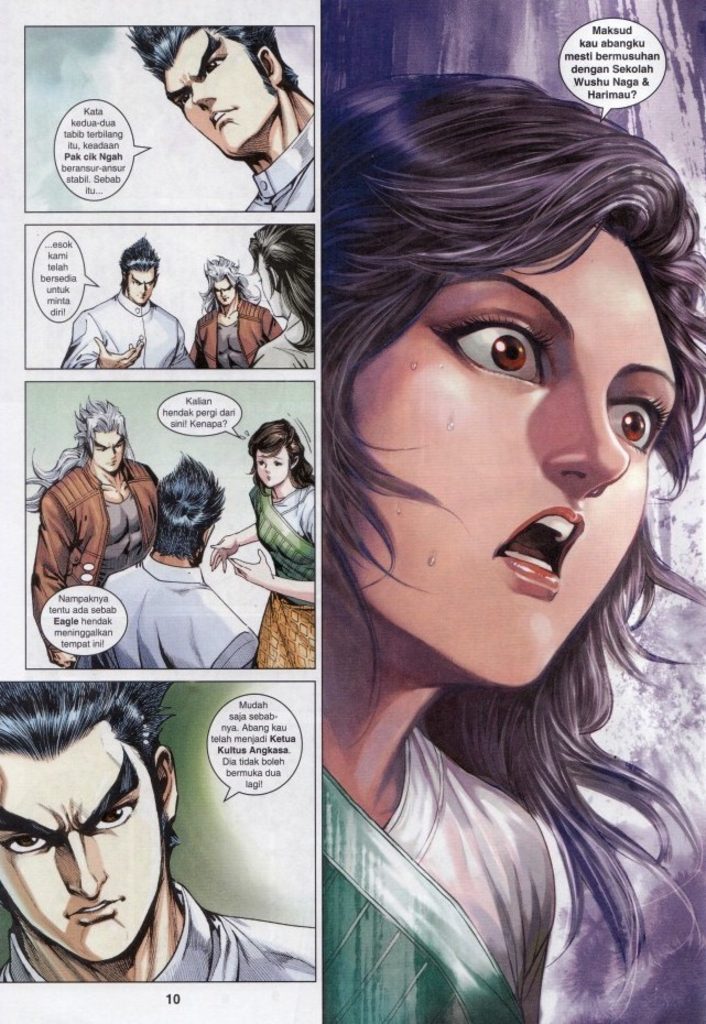 Kata
kedua-dua
tabib terbilang
itu, keadaan
Pak cik Ngah
beransur-ansur
stabil. Sebab
itu...
...esok
kami
telah
bersedia
untuk
minta
diri!
Kalian
hendak pergi dari
sini! Kenapa?
Nampaknya
tentu ada sebab
Eagle hendak
meninggalkan
tempat ini!
Mudah
saja sebab-
nya. Abang kau
telah menjadi Ketua
Kultus Angkasa.
Dia tidak boleh
bermuka dua
lagi!
10
Maksud
kau abangku
mesti bermusuhan
dengan Sekolah
Wushu Naga &
Harimau?